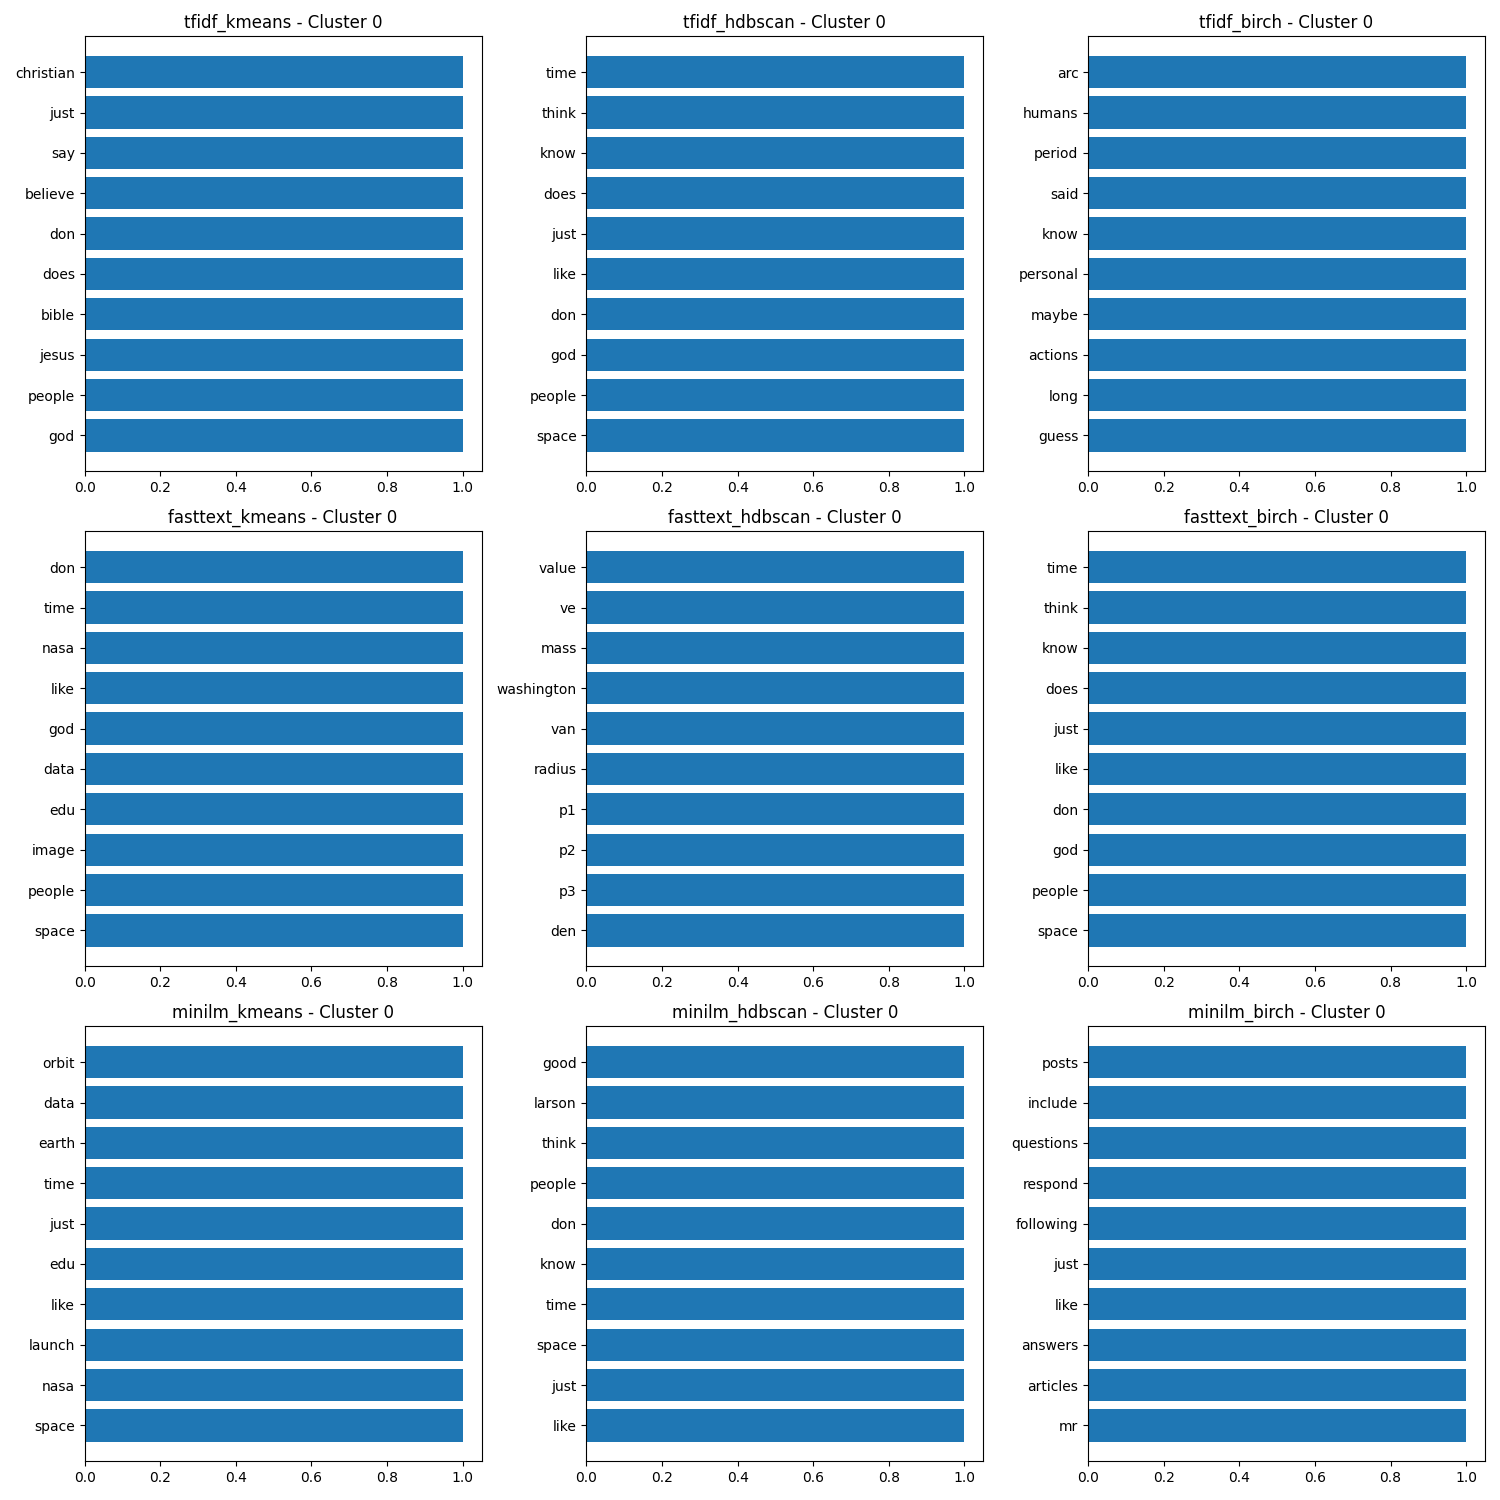 tfidf_kmeans - Cluster 0
christian
just
say
believe
don
does
bible
jesus
people
god
0.0 0.2 0.4 0.6 0.8 1.0
tfidf_hdbscan - Cluster 0
time
think
know
does
just
like
don
god
people
space
0.0 0.2 0.4 0.6 0.8 1.0
tfidf_birch - Cluster 0
arc
humans
period
said
know
personal
maybe
actions
long
guess
0.0 0.2 0.4 0.6 0.8 1.0
fasttext_kmeans - Cluster 0
don
time
nasa
like
god
data
edu
image
people
space
0.0 0.2 0.4 0.6 0.8 1.0
fasttext_hdbscan - Cluster 0
value
ve
mass
washington
van
radius
p1
p2
p3
den
0.0 0.2 0.4 0.6 0.8 1.0
fasttext_birch - Cluster 0
time
think
know
does
just
like
don
god
people
space
0.0 0.2 0.4 0.6 0.8 1.0
minilm_kmeans - Cluster 0
orbit
data
earth
time
just
edu
like
launch
nasa
space
0.0 0.2 0.4 0.6 0.8 1.0
minilm_hdbscan - Cluster 0
good
larson
think
people
don
know
time
space
just
like
0.0 0.2 0.4 0.6 0.8 1.0
minilm_birch - Cluster 0
posts
include
questions
respond
following
just
like
answers
articles
mr
0.0 0.2 0.4 0.6 0.8 1.0